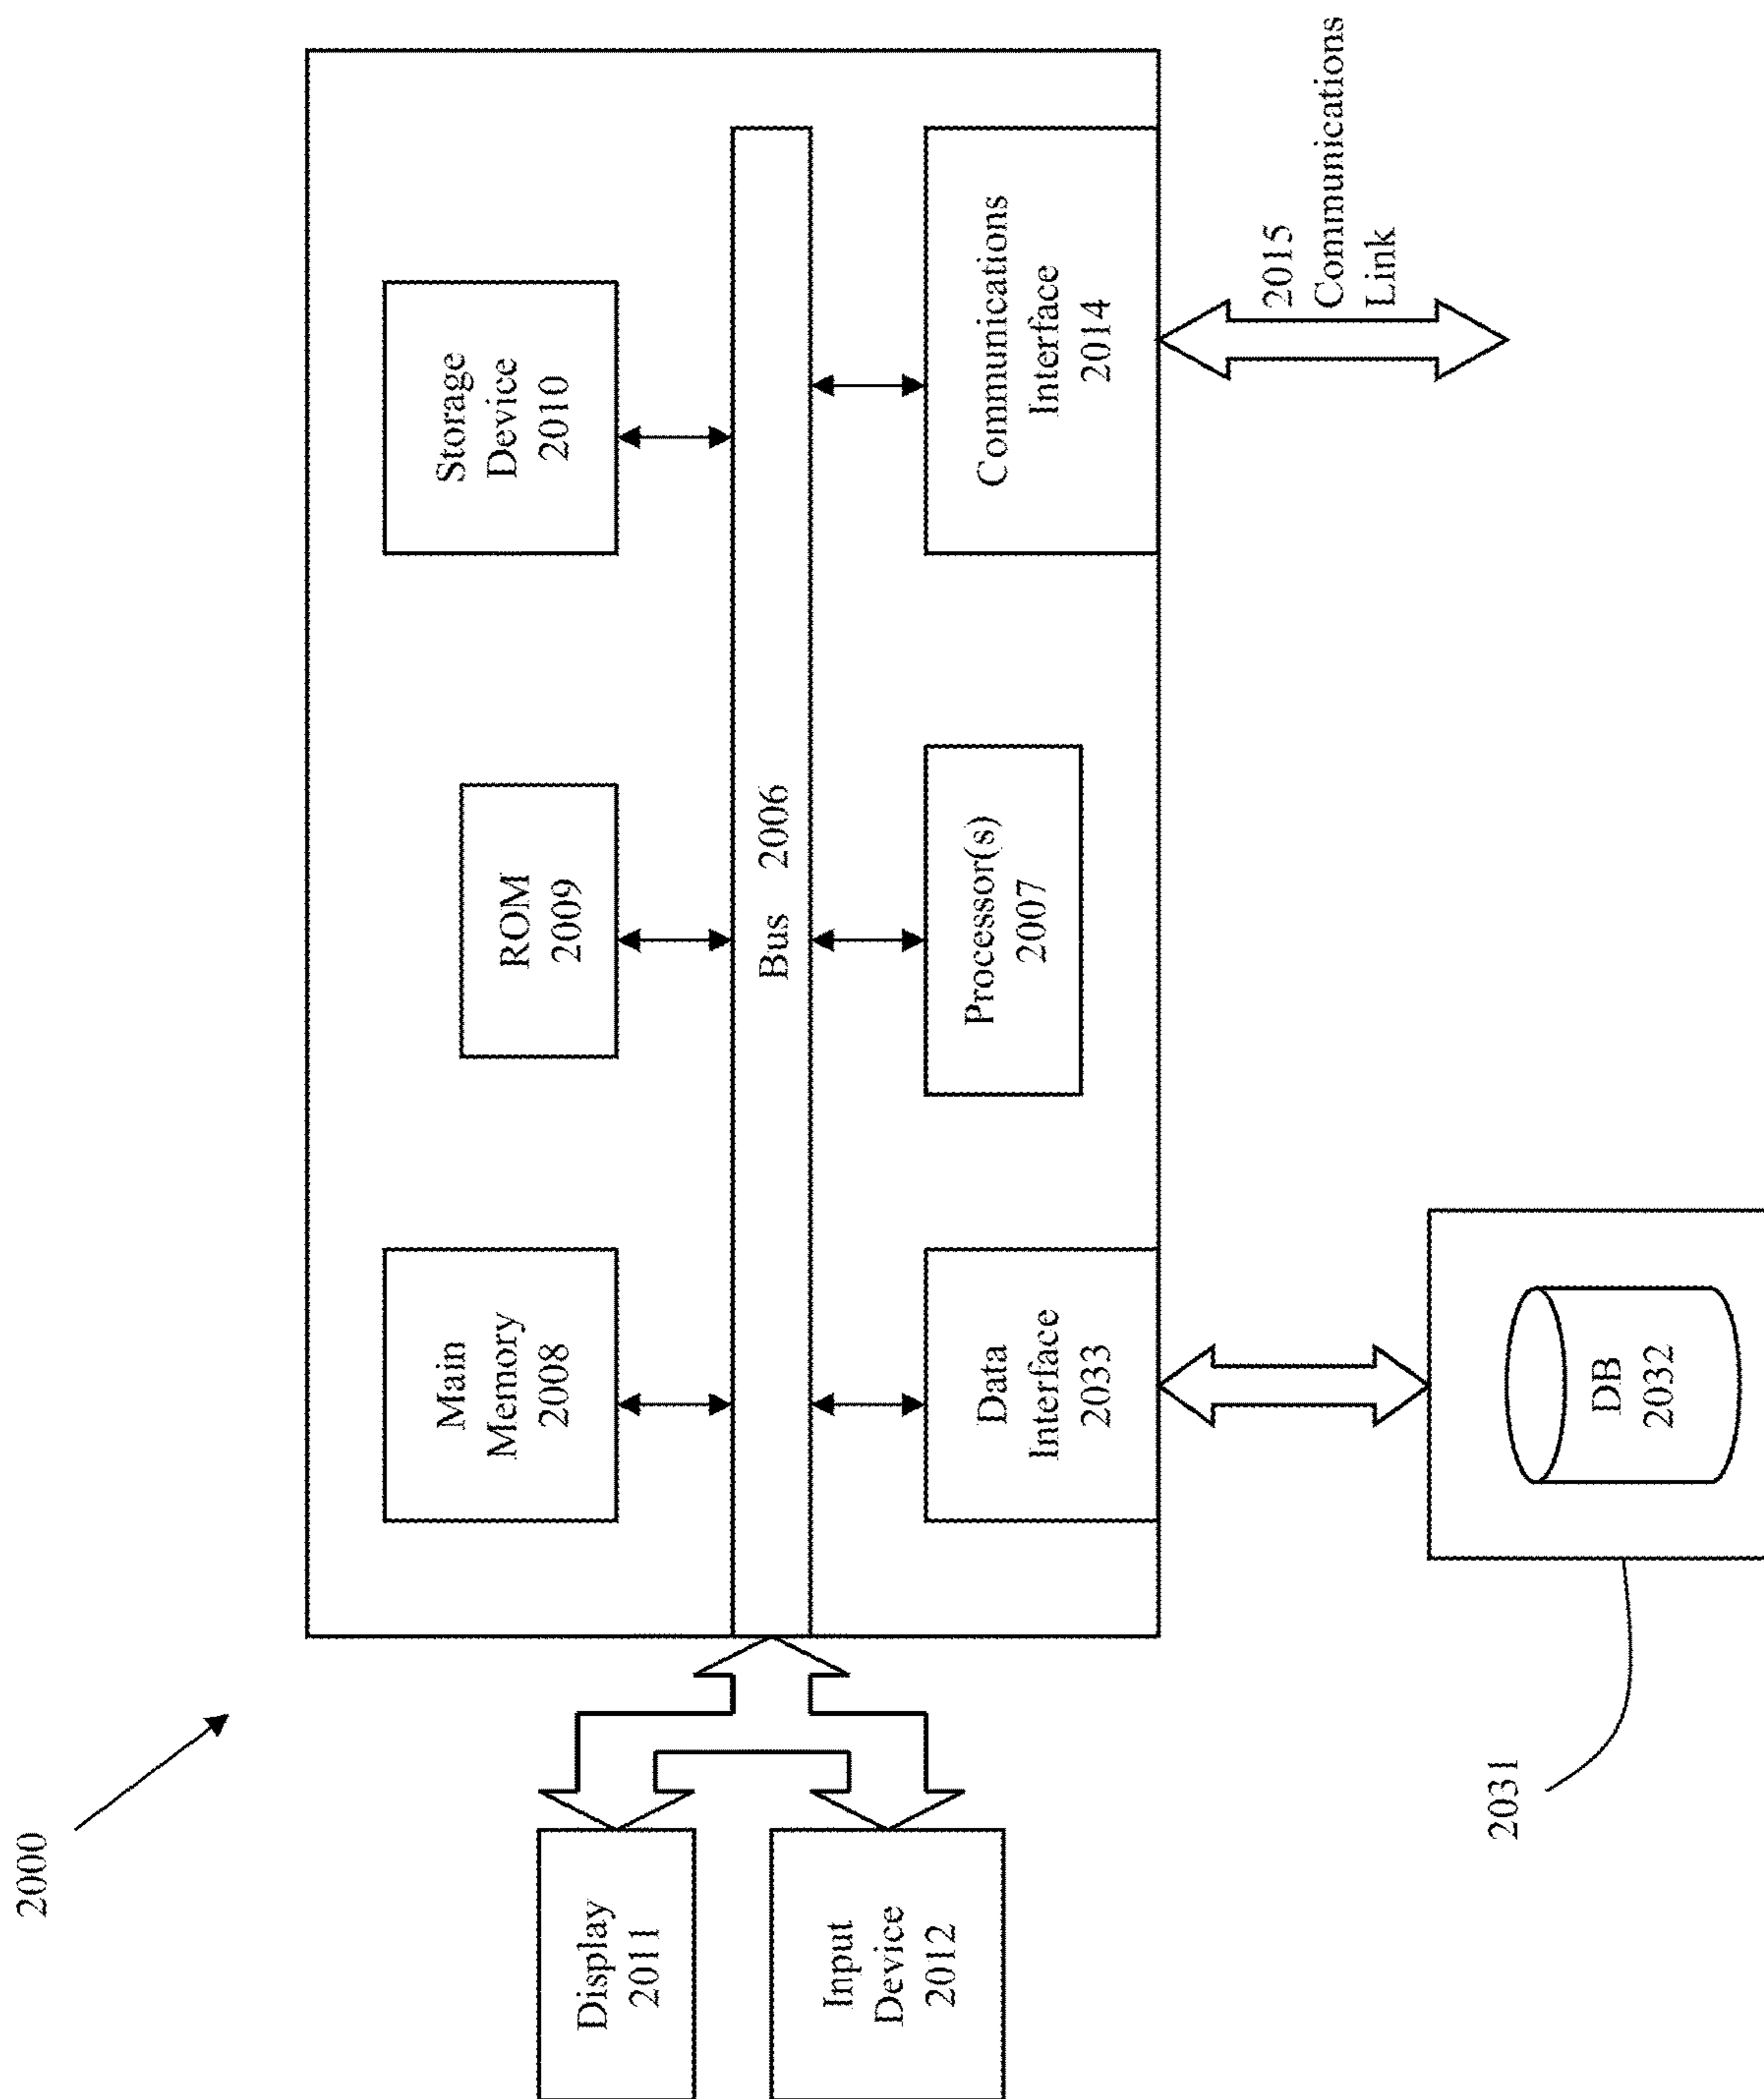 2000
Main
Memory
2008
ROM
2009
Storage
Device
2010
Display
2011
Bus 2006
Input
Device
2012
Data
Interface
2033
Processor(s)
2007
Communications
Interface
2014
2015
Communications
Link
2031
DB
2032